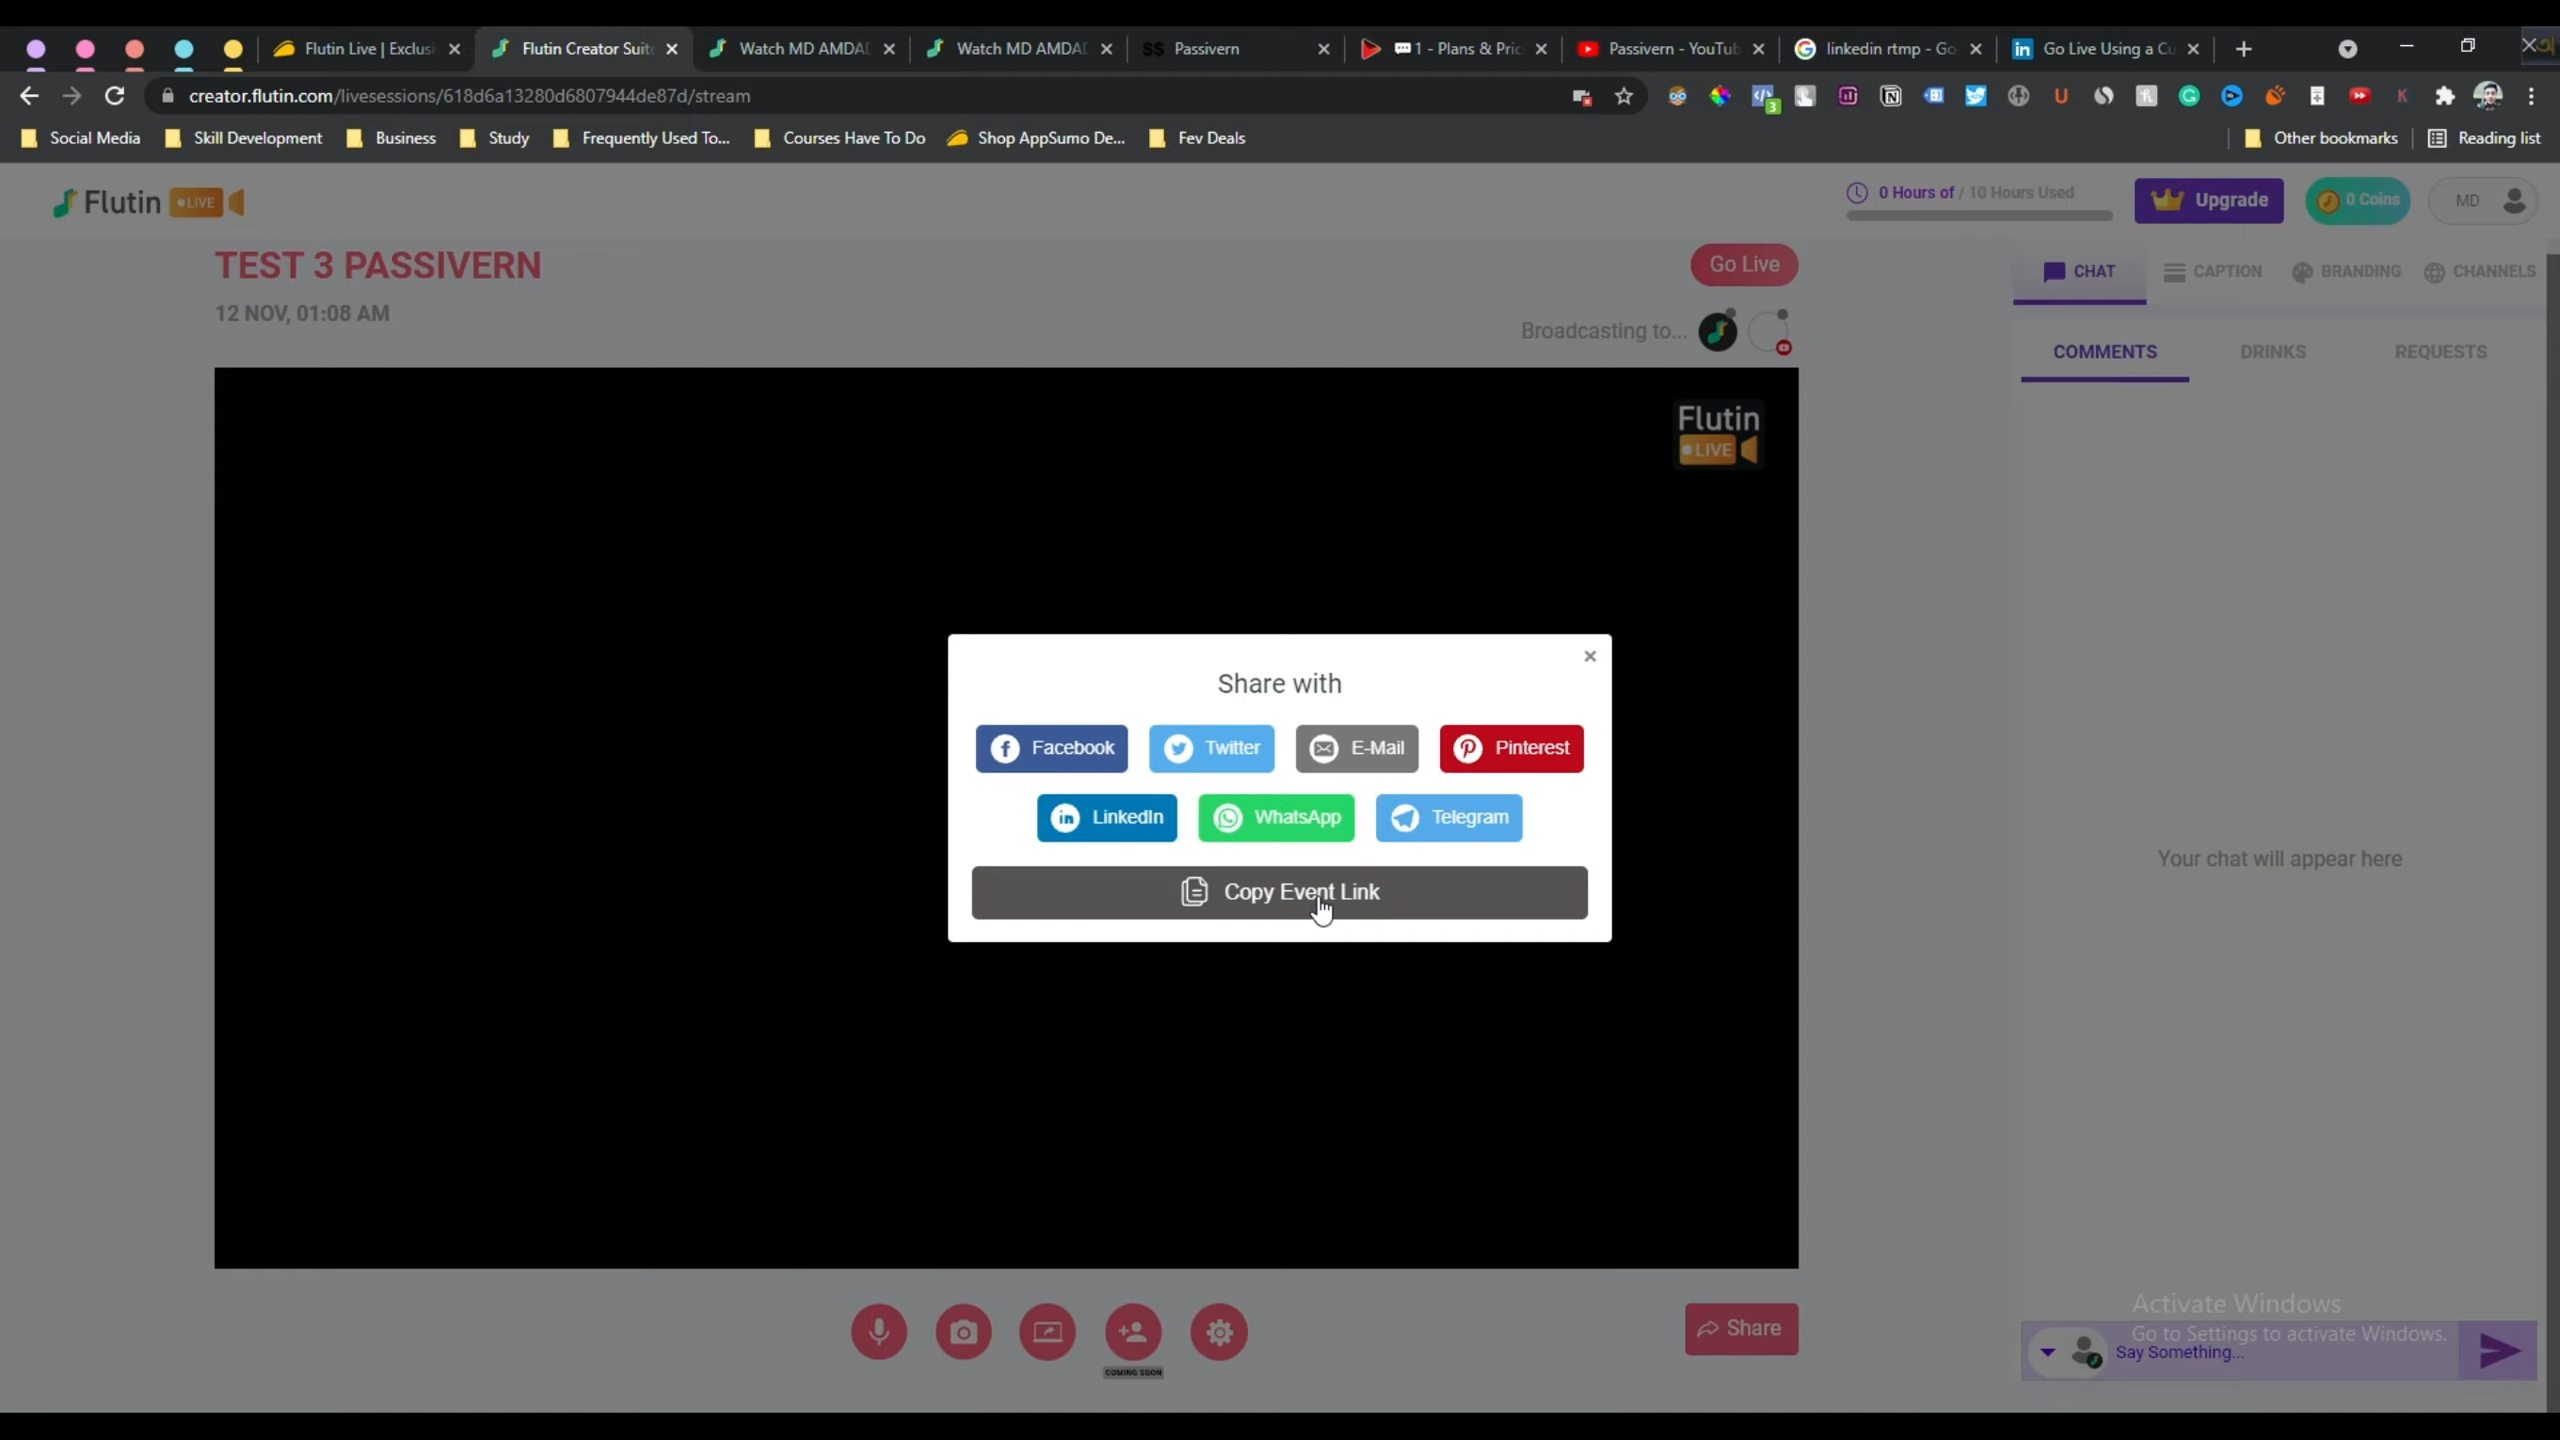 Flutin Live | Exclusi
Flutin Creator Suit
Watch MD AMDAD
Watch MD AMDAD
$$ Passivern
1 - Plans & Pric
Passivern - YouTub
linkedin rtmp - Go
Go Live Using a Cu
creator.flutin.com/livesessions/618d6a13280d6807944de87d/stream
Social Media
Skill Development
Business
Study
Frequently Used To...
Courses Have To Do
Shop AppSumo De...
Fev Deals
Other bookmarks
Reading list
Flutin LIVE
0 Hours of / 10 Hours Used
Upgrade
0 Coins
MD
TEST 3 PASSIVERN
12 NOV, 01:08 AM
Go Live
Broadcasting to...
CHAT
CAPTION
BRANDING
CHANNELS
COMMENTS
DRINKS
REQUESTS
Flutin
LIVE
Share with
Facebook
Twitter
E-Mail
Pinterest
LinkedIn
WhatsApp
Telegram
Copy Event Link
Your chat will appear here
COMING SOON
Share
Activate Windows
Go to Settings to activate Windows.
Say Something...